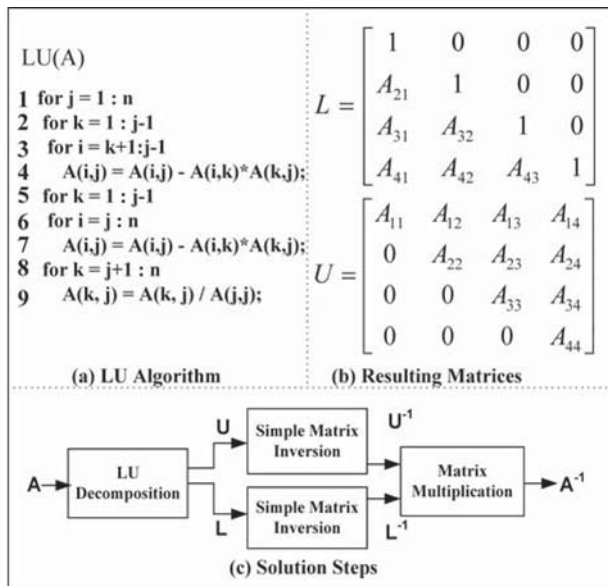 LU(A)
1 for j = 1 : n
2 for k = 1 : j-1
3 for i = k+1:j-1
4 A(i,j) = A(i,j) - A(i,k)*A(k,j);
5 for k = 1 : j-1
6 for i = j : n
7 A(i,j) = A(i,j) - A(i,k)*A(k,j);
8 for k = j+1 : n
9 A(k, j) = A(k, j) / A(j,j);
(a) LU Algorithm
L =
1 0 0 0
A21 1 0 0
A31 A32 1 0
A41 A42 A43 1
U =
A11 A12 A13 A14
0 A22 A23 A24
0 0 A33 A34
0 0 0 A44
(b) Resulting Matrices
A
LU
Decomposition
U
L
Simple Matrix
Inversion
Simple Matrix
Inversion
U-1
L-1
Matrix
Multiplication
A-1
(c) Solution Steps